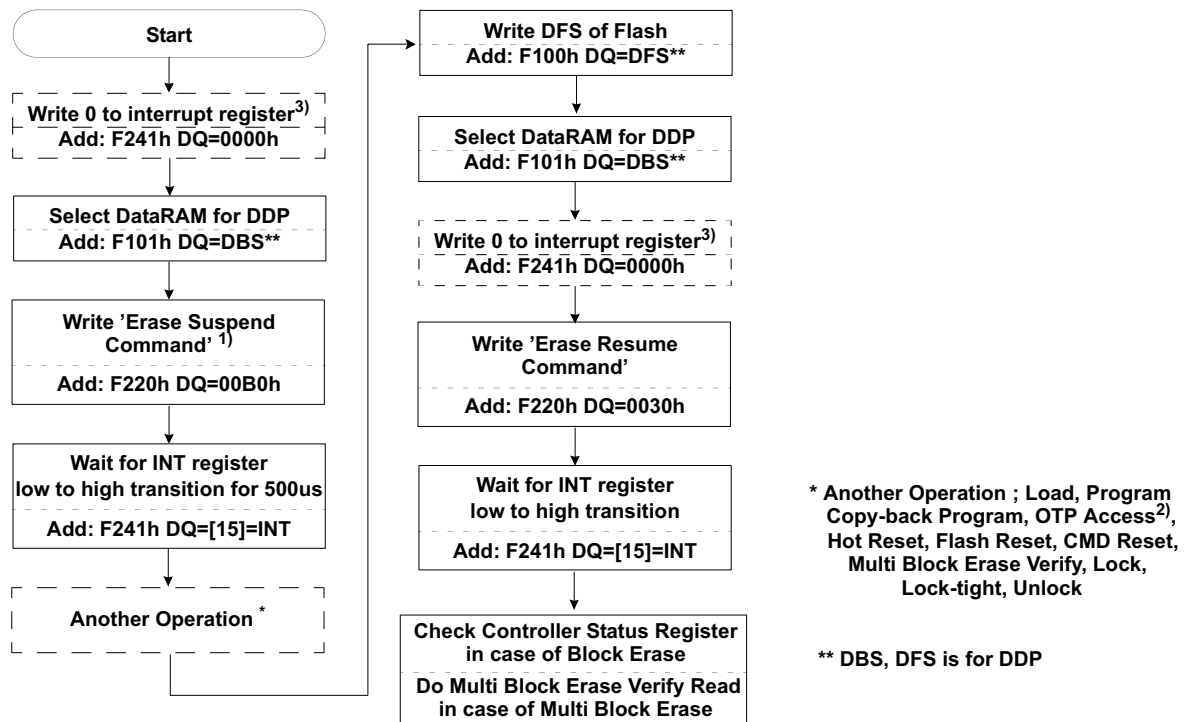 Start
Write 0 to interrupt register3)
Add: F241h DQ=0000h
Select DataRAM for DDP
Add: F101h DQ=DBS**
Write ’Erase Suspend
Command’ 1)
Add: F220h DQ=00B0h
Wait for INT register
low to high transition for 500us
Add: F241h DQ=[15]=INT
Another Operation *
Write DFS of Flash
Add: F100h DQ=DFS**
Select DataRAM for DDP
Add: F101h DQ=DBS**
Write 0 to interrupt register3)
Add: F241h DQ=0000h
Write ’Erase Resume
Command’
Add: F220h DQ=0030h
Wait for INT register
low to high transition
Add: F241h DQ=[15]=INT
Check Controller Status Register
in case of Block Erase
Do Multi Block Erase Verify Read
in case of Multi Block Erase
* Another Operation ; Load, Program
Copy-back Program, OTP Access2),
Hot Reset, Flash Reset, CMD Reset,
Multi Block Erase Verify, Lock,
Lock-tight, Unlock
** DBS, DFS is for DDP